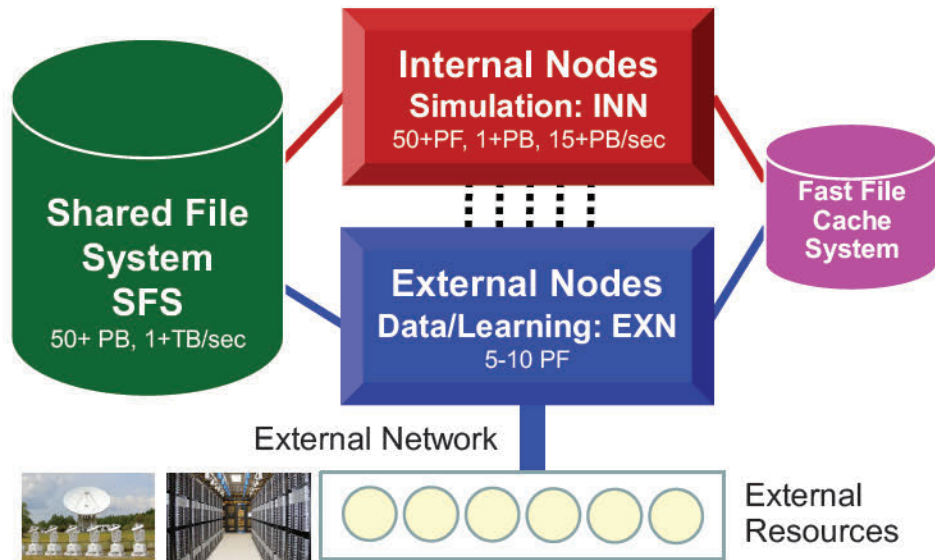 Internal Nodes
Simulation: INN
50+PF, 1+PB, 15+PB/sec
Shared File
System
SFS
50+ PB, 1+TB/sec
Fast File
Cache
System
External Nodes
Data/Learning: EXN
5-10 PF
External Network
External
Resources